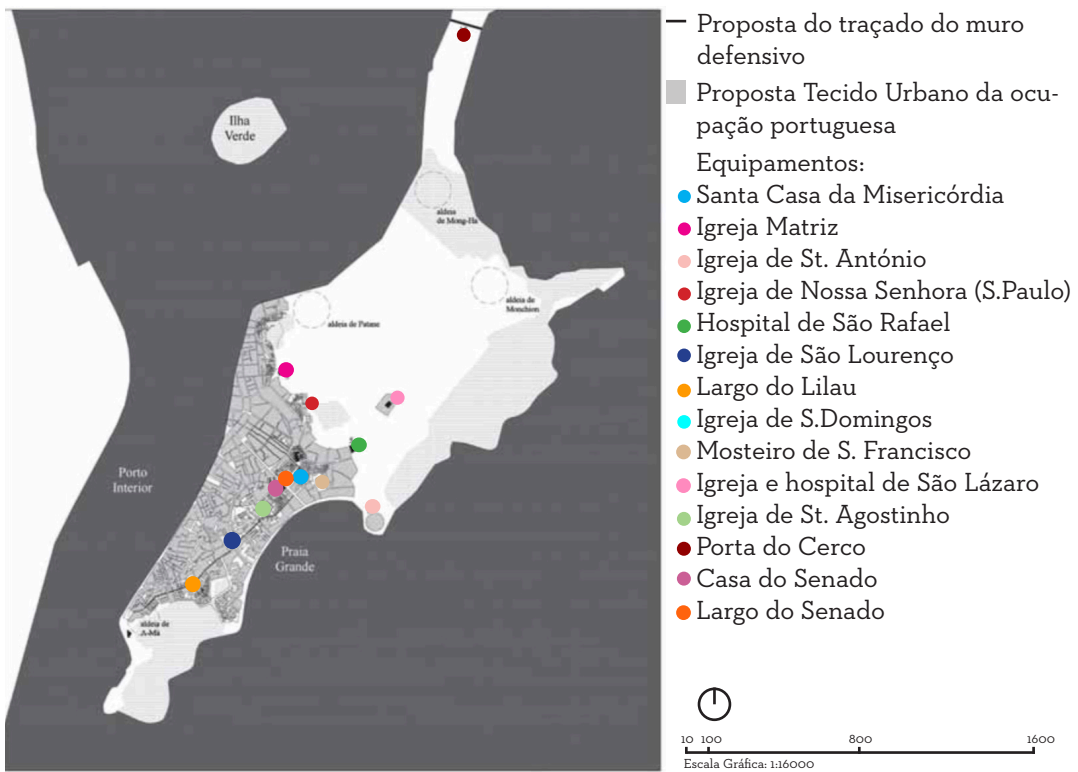 Ilha
Verde
aldeia
de Mong-Ha
aldeia de
Monchion
aldeia de Patane
Porto
Interior
Praia
Grande
aldeia de
A-Má
Proposta do traçado do muro
defensivo
Proposta Tecido Urbano da ocu-
pação portuguesa
Equipamentos:
Santa Casa da Misericórdia
Igreja Matriz
Igreja de St. António
Igreja de Nossa Senhora (S.Paulo)
Hospital de São Rafael
Igreja de São Lourenço
Largo do Lilau
Igreja de S.Domingos
Mosteiro de S. Francisco
Igreja e hospital de São Lázaro
Igreja de St. Agostinho
Porta do Cerco
Casa do Senado
Largo do Senado
10 100 800 1600
Escala Gráfica: 1:16000